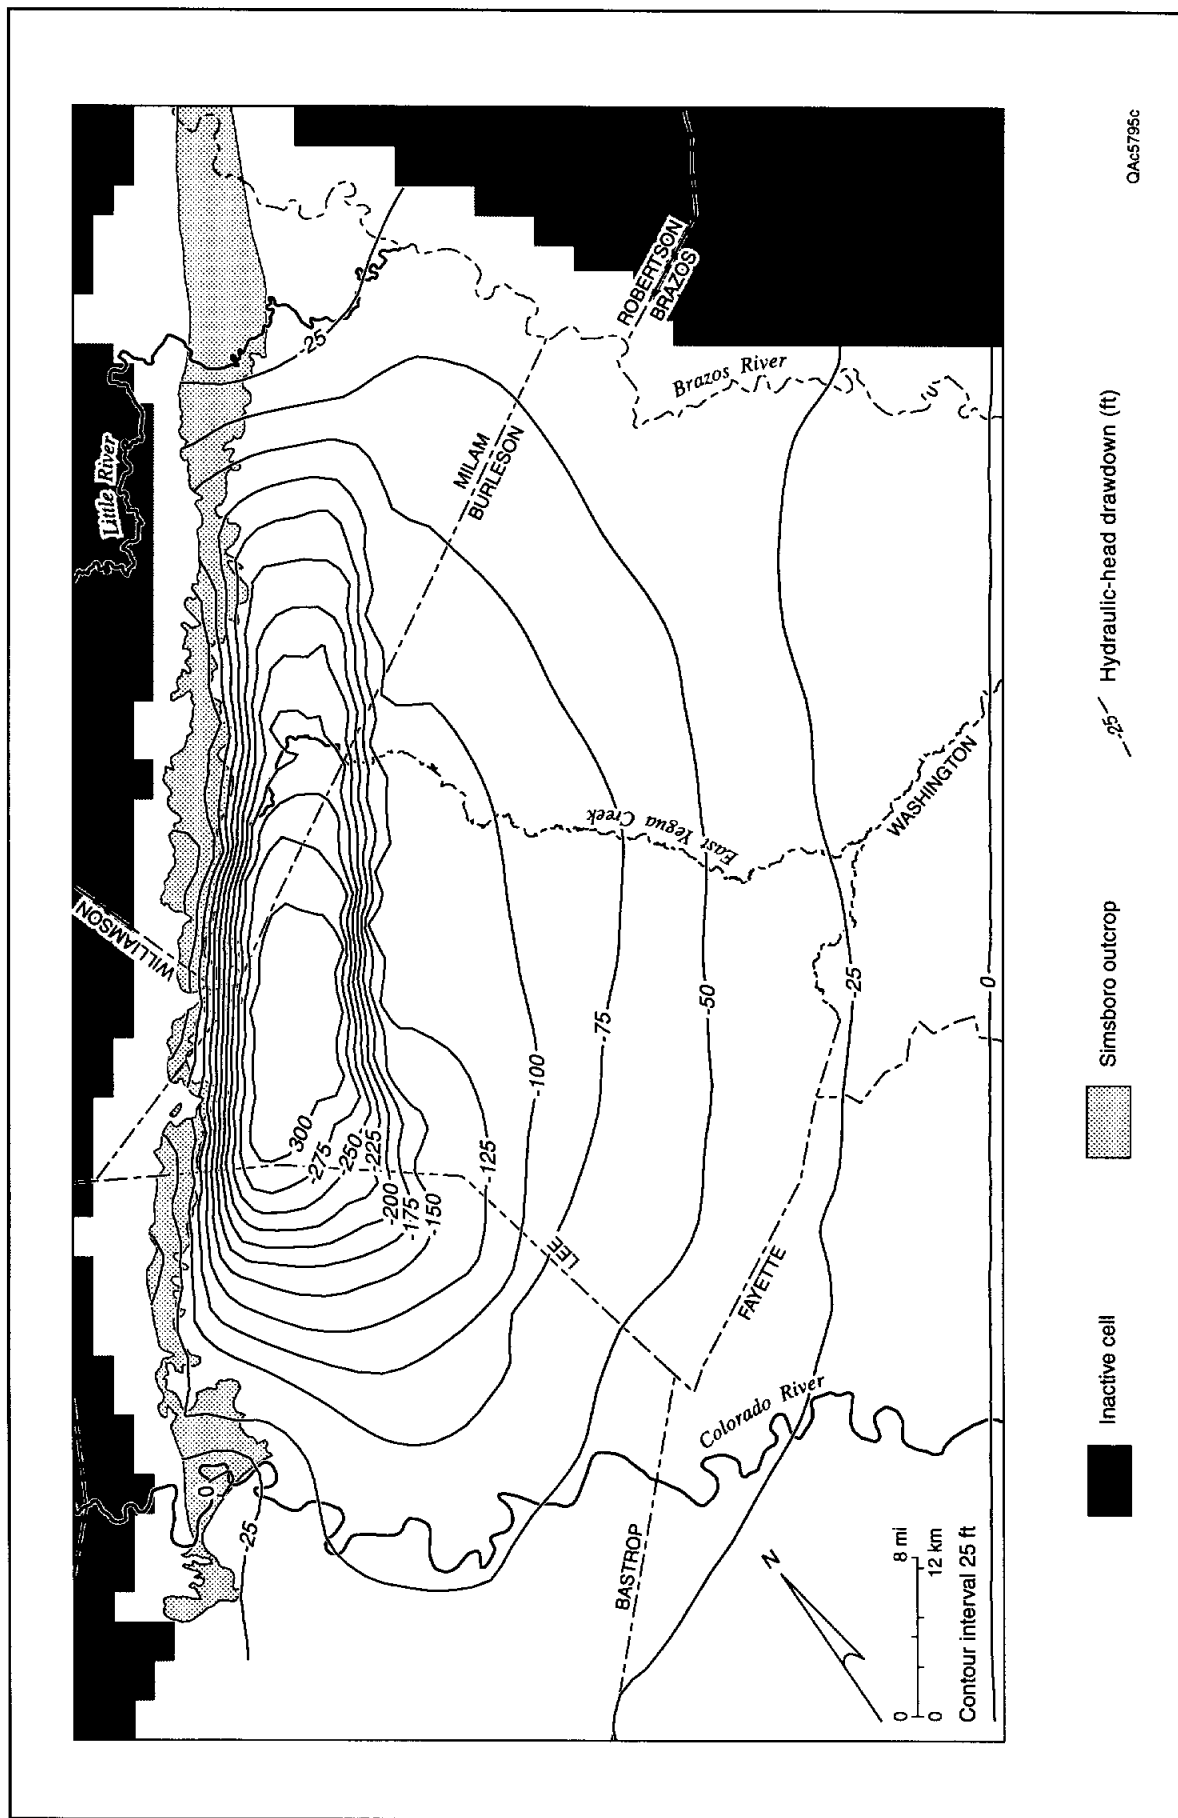 Little River
WILLIAMSON
-25
MILAM
BURLESON
ROBERTSON
BRAZOS
Brazos River
East Yegua Creek
WASHINGTON
-300
-275
-250
-225
-200
-175
-150
-125
-100
-75
-50
-25
0
LEE
FAYETTE
BASTROP
Colorado River
0
-25
N
0 8 mi
0 12 km
Contour interval 25 ft
Inactive cell
Simsboro outcrop
-25 Hydraulic-head drawdown (ft)
QAc5795c